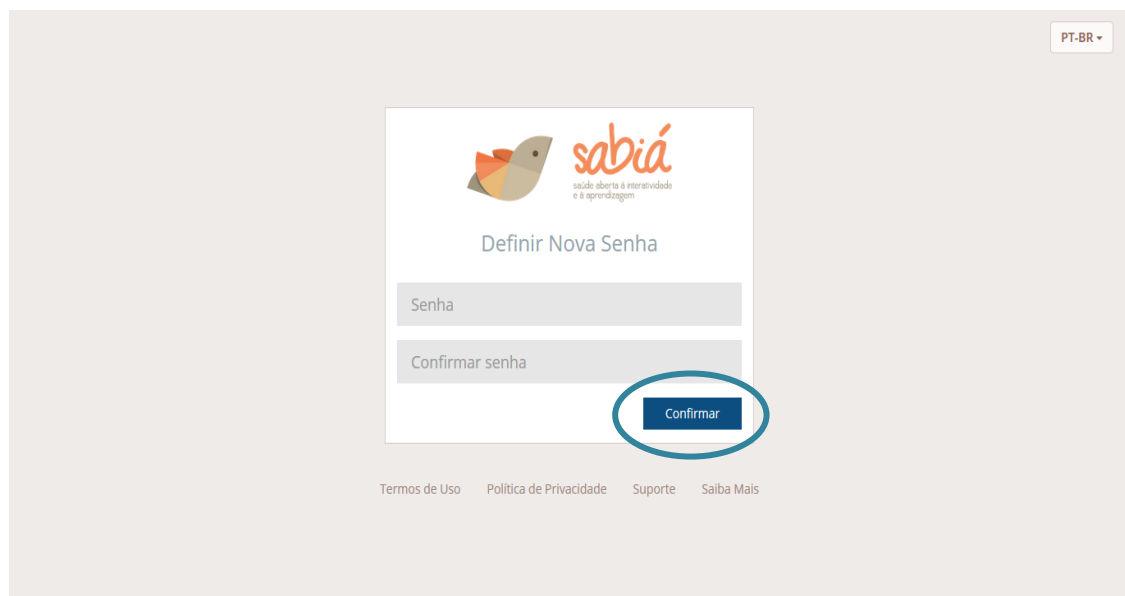 PT-BR
sabiá
saúde aberta à interatividade
e à aprendizagem
Definir Nova Senha
Senha
Confirmar senha
Confirmar
Termos de Uso Política de Privacidade Suporte Saiba Mais